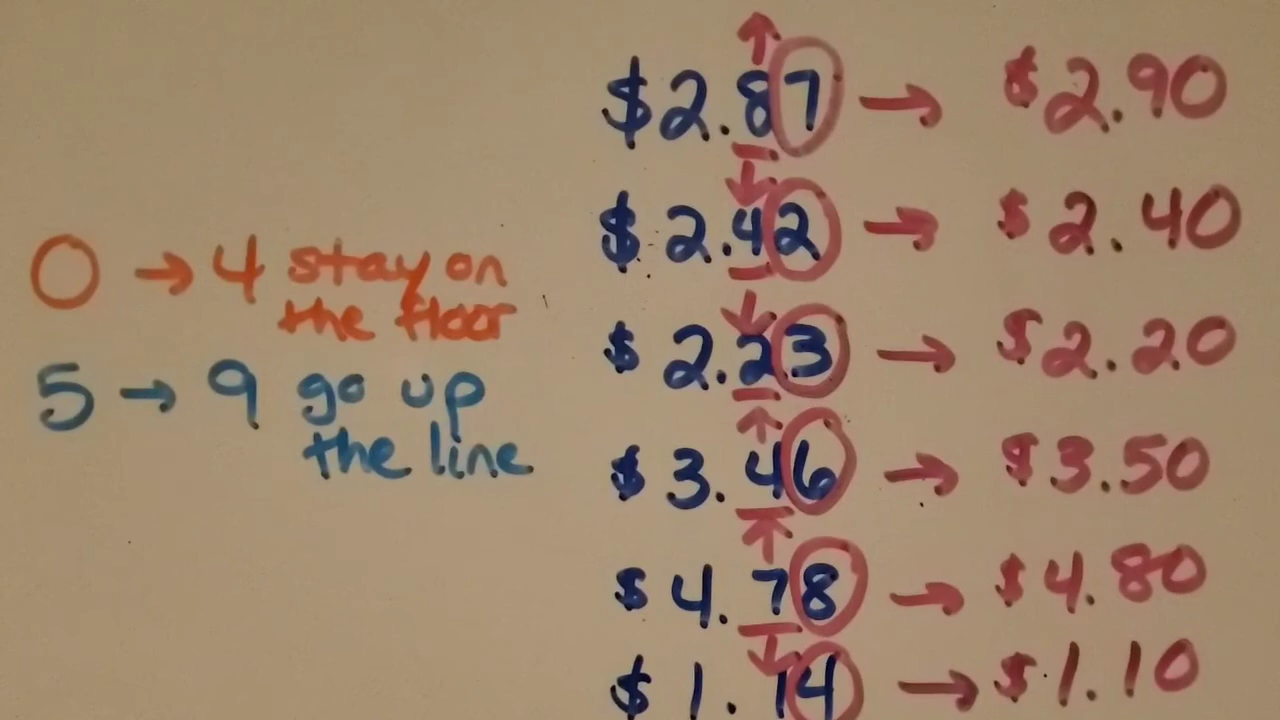 0 → 4 stay on
the floor
5 → 9 go up
the line
$2.87 → $2.90
$2.42 → $2.40
$2.23 → $2.20
$3.46 → $3.50
$4.78 → $4.80
$1.14 → $1.10